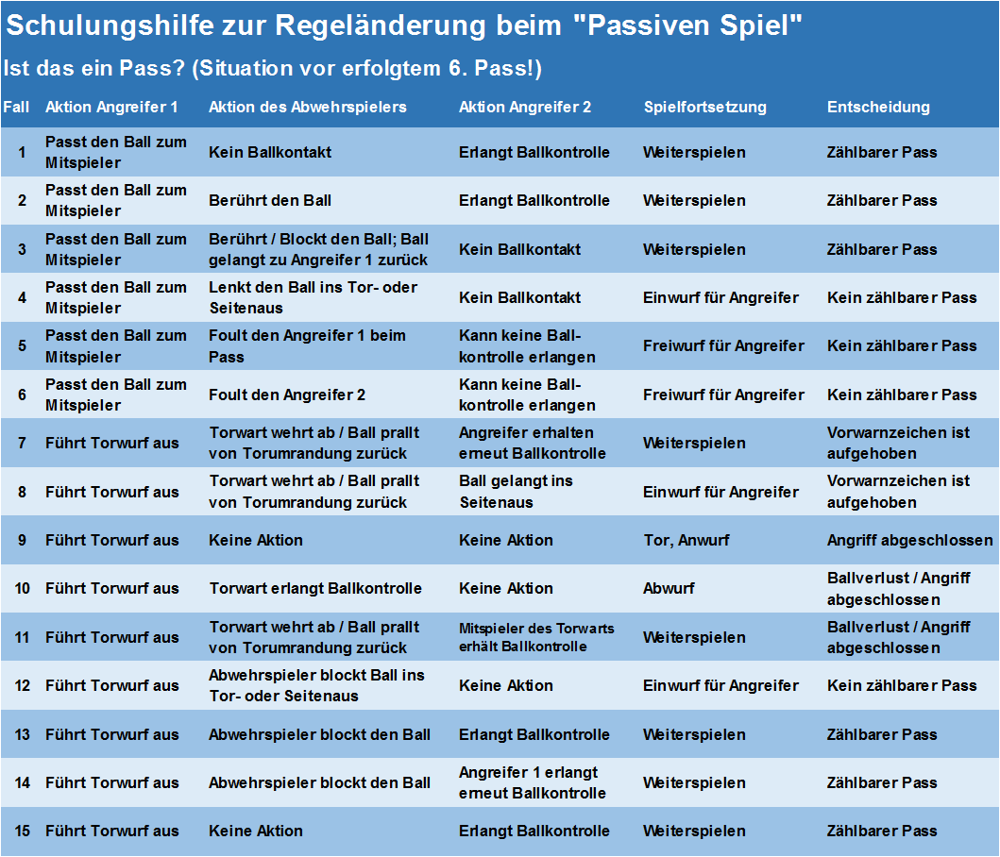 Schulungshilfe zur Regeländerung beim "Passiven Spiel"
Ist das ein Pass? (Situation vor erfolgtem 6. Pass!)
Fall Aktion Angreifer 1 Aktion des Abwehrspielers Aktion Angreifer 2 Spielfortsetzung Entscheidung
1 Passt den Ball zum Mitspieler Kein Ballkontakt Erlangt Ballkontrolle Weiterspielen Zählbarer Pass
2 Passt den Ball zum Mitspieler Berührt den Ball Erlangt Ballkontrolle Weiterspielen Zählbarer Pass
3 Passt den Ball zum Mitspieler Berührt / Blockt den Ball; Ball gelangt zu Angreifer 1 zurück Kein Ballkontakt Weiterspielen Zählbarer Pass
4 Passt den Ball zum Mitspieler Lenkt den Ball ins Tor- oder Seitenaus Kein Ballkontakt Einwurf für Angreifer Kein zählbarer Pass
5 Passt den Ball zum Mitspieler Foult den Angreifer 1 beim Pass Kann keine Ball-kontrolle erlangen Freiwurf für Angreifer Kein zählbarer Pass
6 Passt den Ball zum Mitspieler Foult den Angreifer 2 Kann keine Ball-kontrolle erlangen Freiwurf für Angreifer Kein zählbarer Pass
7 Führt Torwurf aus Torwart wehrt ab / Ball prallt von Torumrandung zurück Angreifer erhalten erneut Ballkontrolle Weiterspielen Vorwarnzeichen ist aufgehoben
8 Führt Torwurf aus Torwart wehrt ab / Ball prallt von Torumrandung zurück Ball gelangt ins Seitenaus Einwurf für Angreifer Vorwarnzeichen ist aufgehoben
9 Führt Torwurf aus Keine Aktion Keine Aktion Tor, Anwurf Angriff abgeschlossen
10 Führt Torwurf aus Torwart erlangt Ballkontrolle Keine Aktion Abwurf Ballverlust / Angriff abgeschlossen
11 Führt Torwurf aus Torwart wehrt ab / Ball prallt von Torumrandung zurück Mitspieler des Torwarts erhält Ballkontrolle Weiterspielen Ballverlust / Angriff abgeschlossen
12 Führt Torwurf aus Abwehrspieler blockt Ball ins Tor- oder Seitenaus Keine Aktion Einwurf für Angreifer Kein zählbarer Pass
13 Führt Torwurf aus Abwehrspieler blockt den Ball Erlangt Ballkontrolle Weiterspielen Zählbarer Pass
14 Führt Torwurf aus Abwehrspieler blockt den Ball Angreifer 1 erlangt erneut Ballkontrolle Weiterspielen Zählbarer Pass
15 Führt Torwurf aus Keine Aktion Erlangt Ballkontrolle Weiterspielen Zählbarer Pass